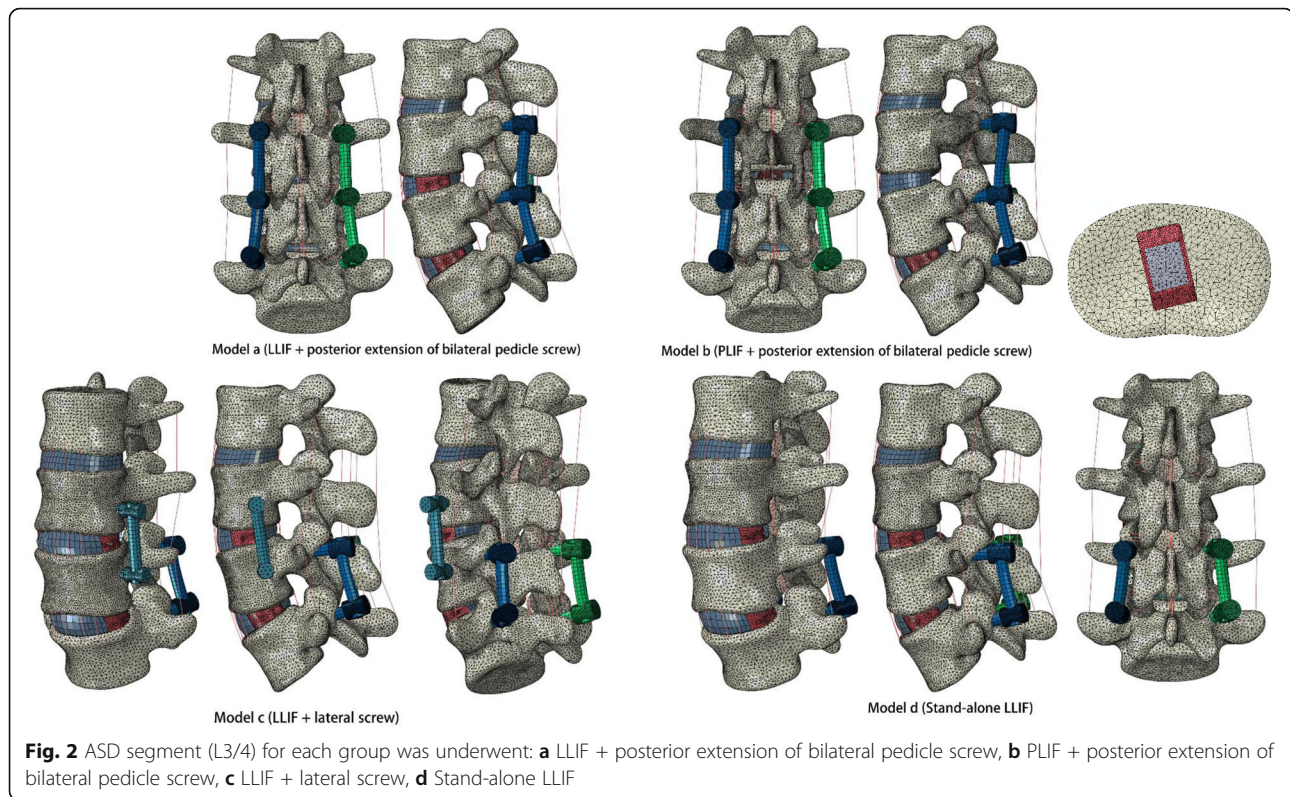 Model a (LLIF + posterior extension of bilateral pedicle screw)
Model b (PLIF + posterior extension of bilateral pedicle screw)
Model c (LLIF + lateral screw)
Model d (Stand-alone LLIF)
Fig. 2 ASD segment (L3/4) for each group was underwent: a LLIF + posterior extension of bilateral pedicle screw, b PLIF + posterior extension of
bilateral pedicle screw, c LLIF + lateral screw, d Stand-alone LLIF